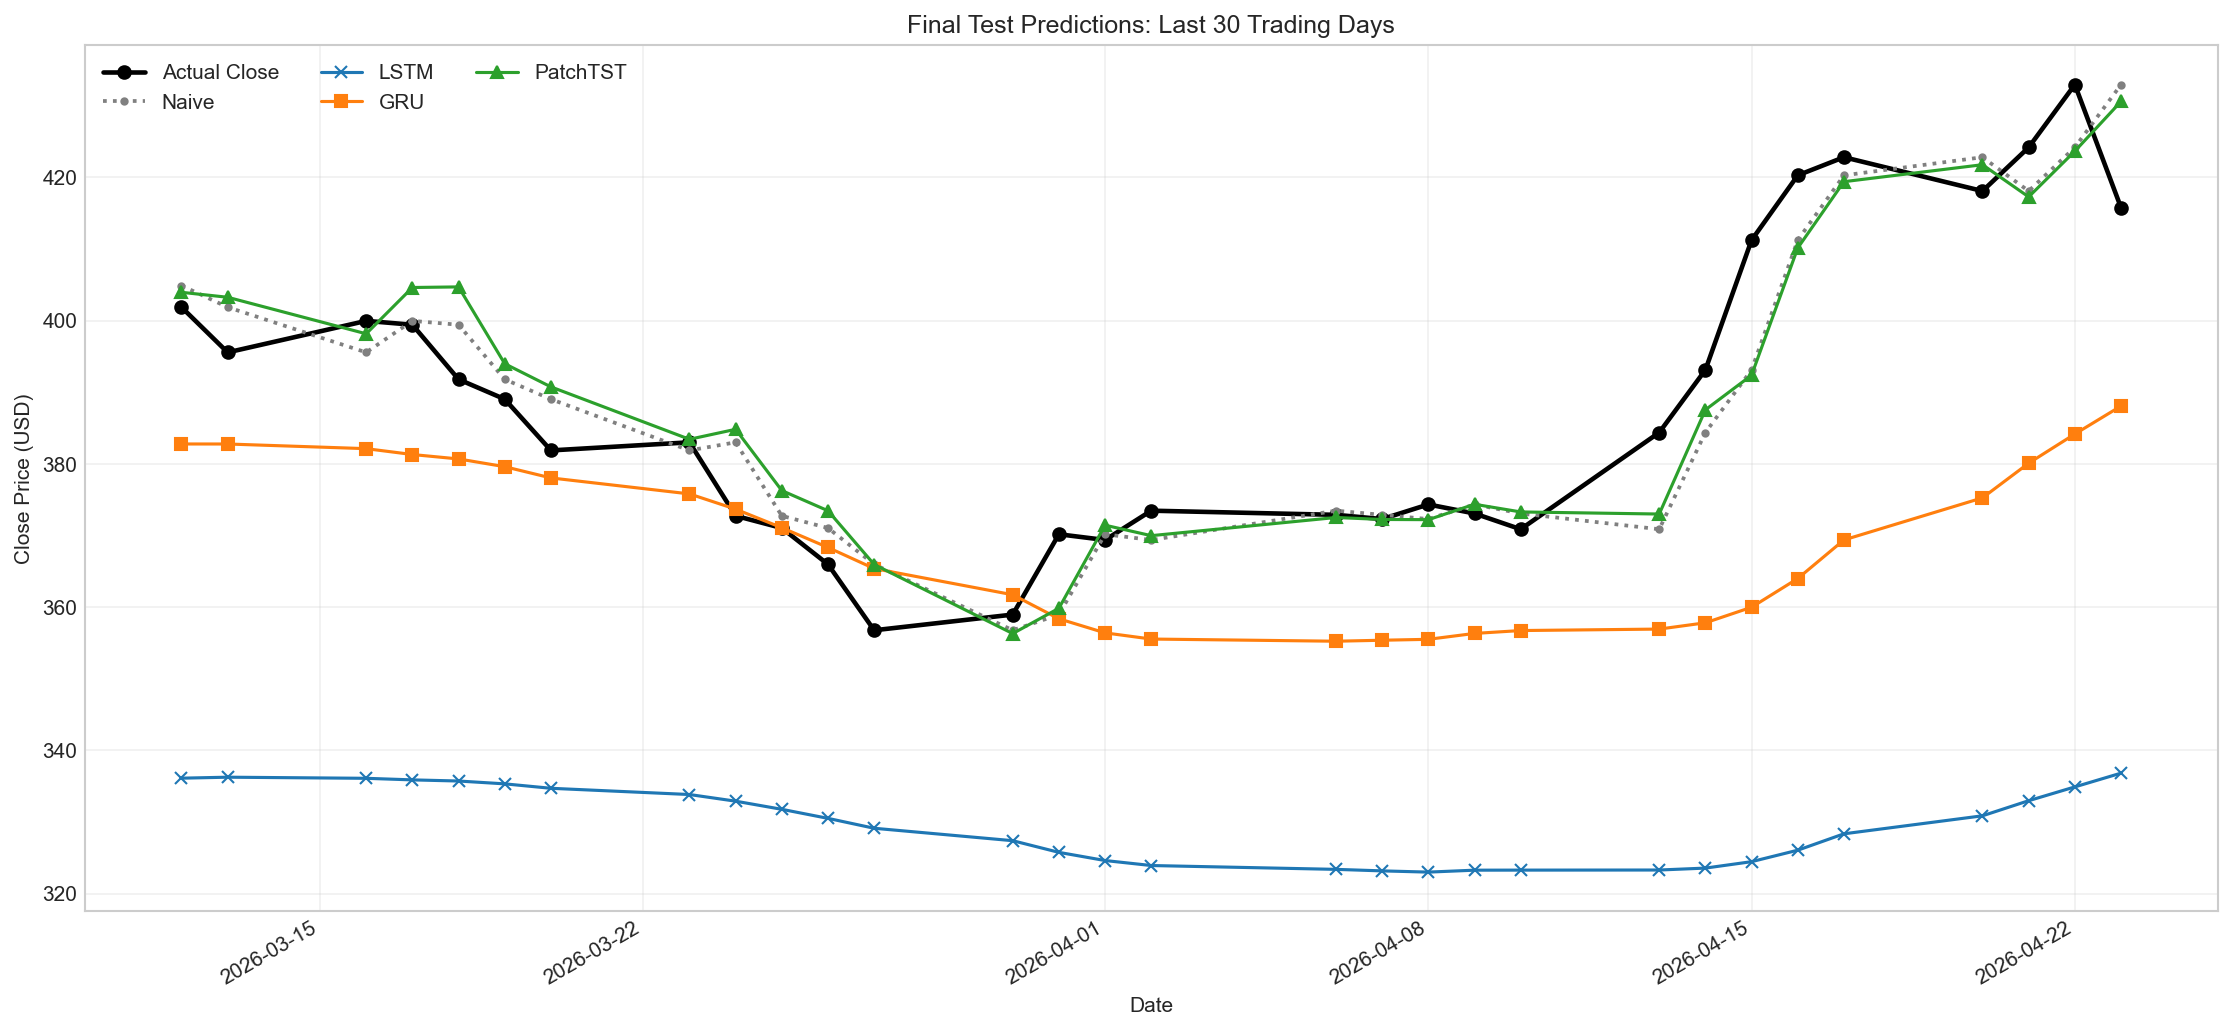 Final Test Predictions: Last 30 Trading Days
Actual Close
Naive
LSTM
GRU
PatchTST
Close Price (USD)
420
400
380
360
340
320
2026-03-15
2026-03-22
2026-04-01
2026-04-08
2026-04-15
2026-04-22
Date